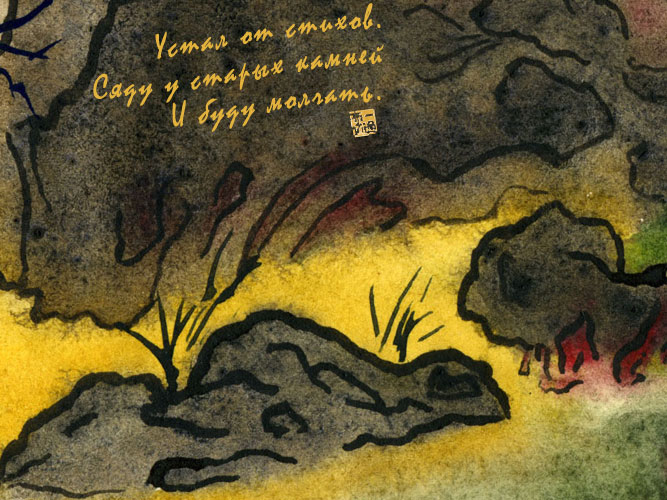 Устал от стихов.
Сяду у старых камней
И буду молчать.